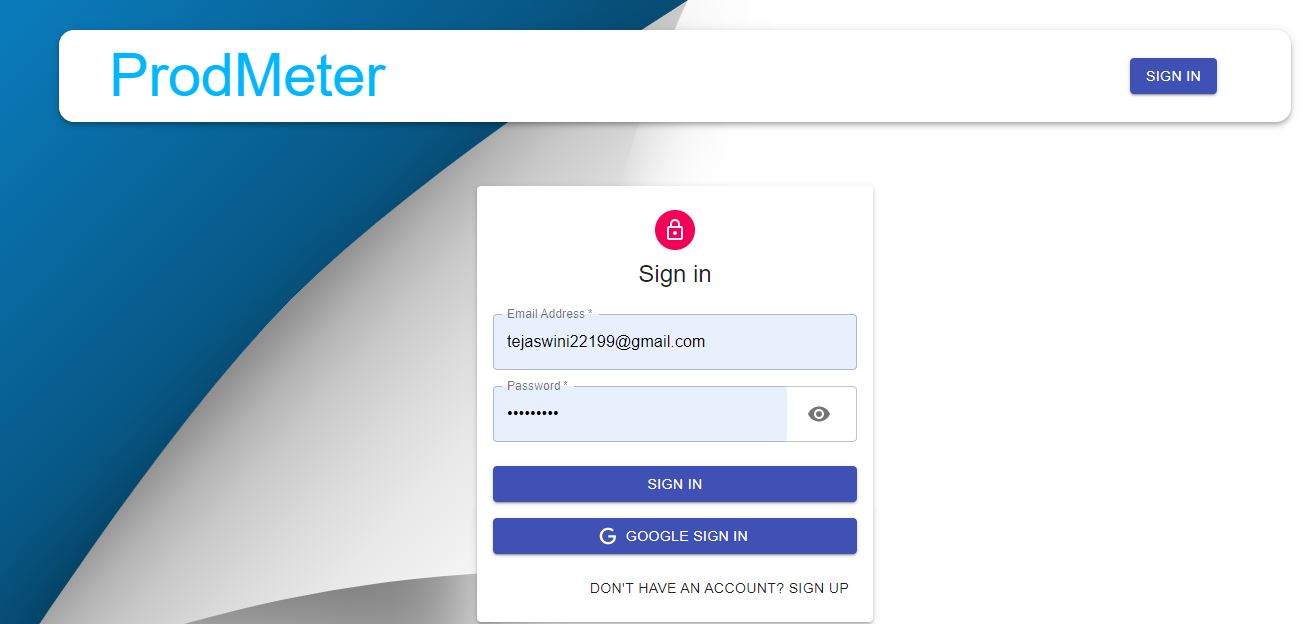 ProdMeter
SIGN IN
Sign in
Email Address *
tejaswini22199@gmail.com
Password *
•••••••••
SIGN IN
G GOOGLE SIGN IN
DON'T HAVE AN ACCOUNT? SIGN UP